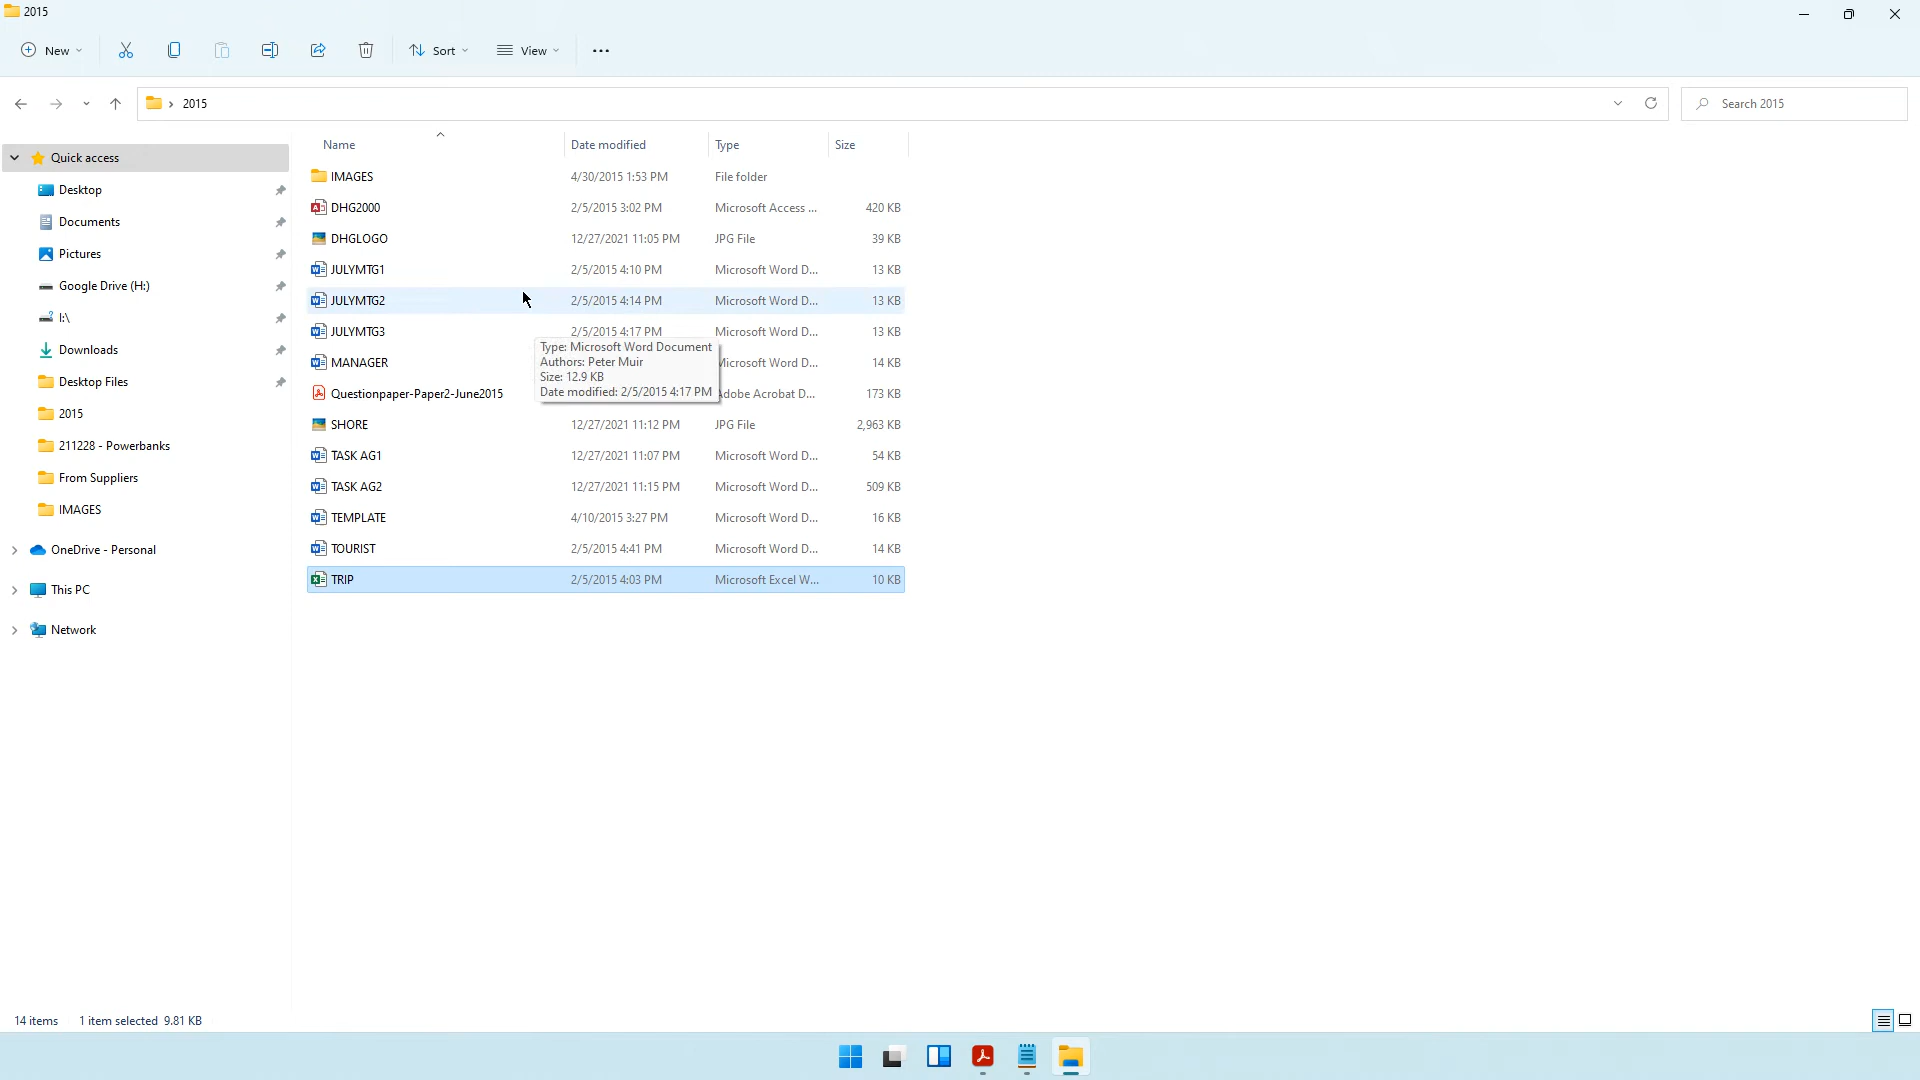 2015
New
Sort
View
2015
Search 2015
Quick access
Desktop
Documents
Pictures
Google Drive (H:)
I:\
Downloads
Desktop Files
2015
211228 - Powerbanks
From Suppliers
IMAGES
OneDrive - Personal
This PC
Network
Name Date modified Type Size
IMAGES 4/30/2015 1:53 PM File folder
DHG2000 2/5/2015 3:02 PM Microsoft Access ... 420 KB
DHGLOGO 12/27/2021 11:05 PM JPG File 39 KB
JULYMTG1 2/5/2015 4:10 PM Microsoft Word D... 13 KB
JULYMTG2 2/5/2015 4:14 PM Microsoft Word D... 13 KB
JULYMTG3 2/5/2015 4:17 PM Microsoft Word D... 13 KB
MANAGER Microsoft Word D... 14 KB
Questionpaper-Paper2-June2015 Adobe Acrobat D... 173 KB
SHORE 12/27/2021 11:12 PM JPG File 2,963 KB
TASK AG1 12/27/2021 11:07 PM Microsoft Word D... 54 KB
TASK AG2 12/27/2021 11:15 PM Microsoft Word D... 509 KB
TEMPLATE 4/10/2015 3:27 PM Microsoft Word D... 16 KB
TOURIST 2/5/2015 4:41 PM Microsoft Word D... 14 KB
TRIP 2/5/2015 4:03 PM Microsoft Excel W... 10 KB
Type: Microsoft Word Document
Authors: Peter Muir
Size: 12.9 KB
Date modified: 2/5/2015 4:17 PM
14 items 1 item selected 9.81 KB